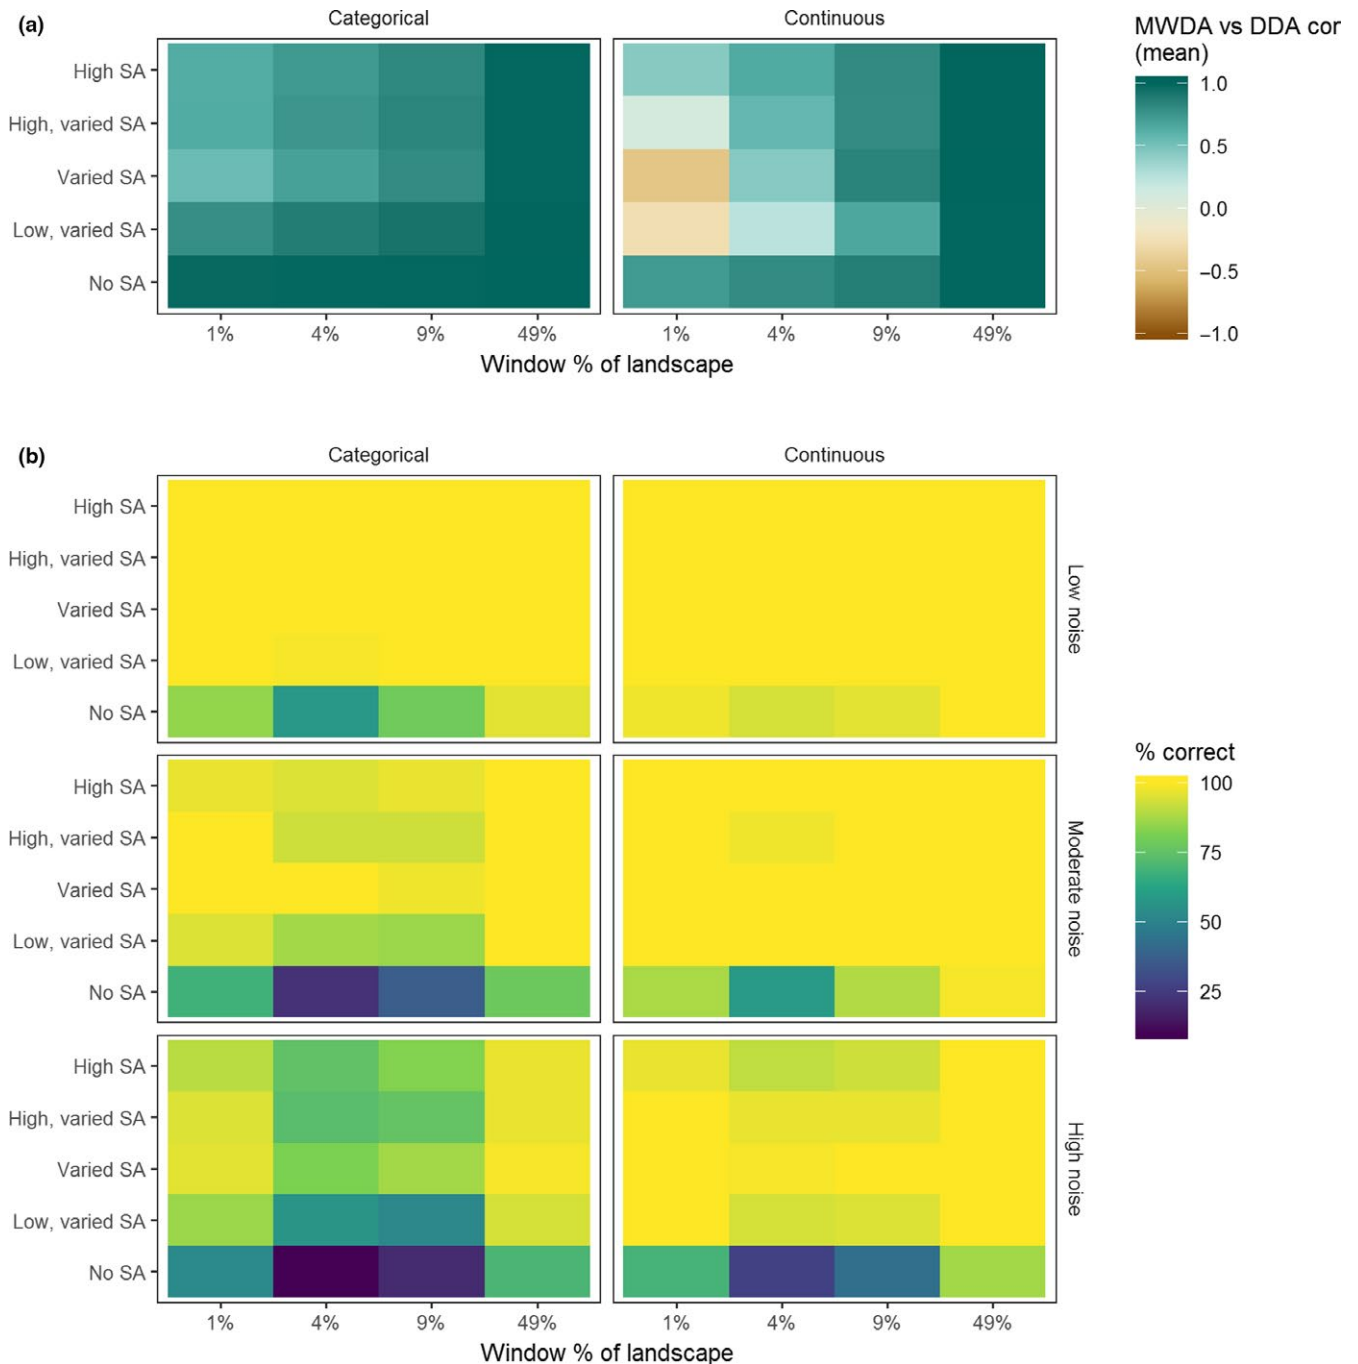 (a)
Categorical
Continuous
MWDA vs DDA cor
(mean)
High SA
High, varied SA
Varied SA
Low, varied SA
No SA
1.0
0.5
0.0
−0.5
−1.0
1%
4%
9%
49%
1%
4%
9%
49%
Window % of landscape
(b)
Categorical
Continuous
High SA
High, varied SA
Varied SA
Low, varied SA
No SA
Low noise
High SA
High, varied SA
Varied SA
Low, varied SA
No SA
Moderate noise
% correct
100
75
50
25
High SA
High, varied SA
Varied SA
Low, varied SA
No SA
High noise
1%
4%
9%
49%
1%
4%
9%
49%
Window % of landscape